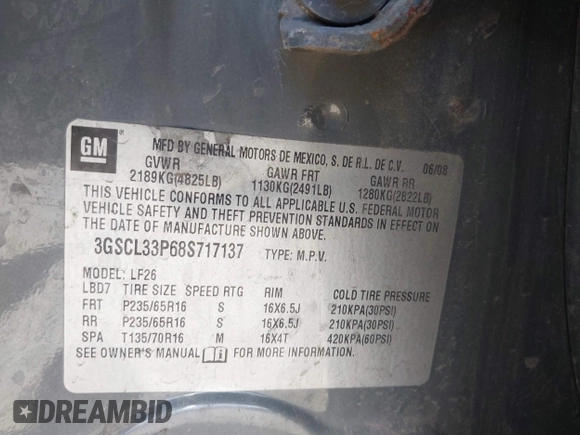 GM
MFD BY GENERAL MOTORS DE MEXICO, S. DE R.L. DE C.V. 06/08
GVWR GAWR FRT GAWR RR
2189KG(4825LB) 1130KG(2491LB) 1280KG(2822LB)
THIS VEHICLE CONFORMS TO ALL APPLICABLE U.S. FEDERAL MOTOR
VEHICLE SAFETY AND THEFT PREVENTION STANDARDS IN EFFECT ON
THE DATE OF MANUFACTURE SHOWN ABOVE.
3GSCL33P68S717137 TYPE: M.P.V.
MODEL: LF26
LBD7 TIRE SIZE SPEED RTG RIM COLD TIRE PRESSURE
FRT P235/65R16 S 16X6.5J 210KPA(30PSI)
RR P235/65R16 S 16X6.5J 210KPA(30PSI)
SPA T135/70R16 M 16X4T 420KPA(60PSI)
SEE OWNER'S MANUAL FOR MORE INFORMATION
DREAMBID